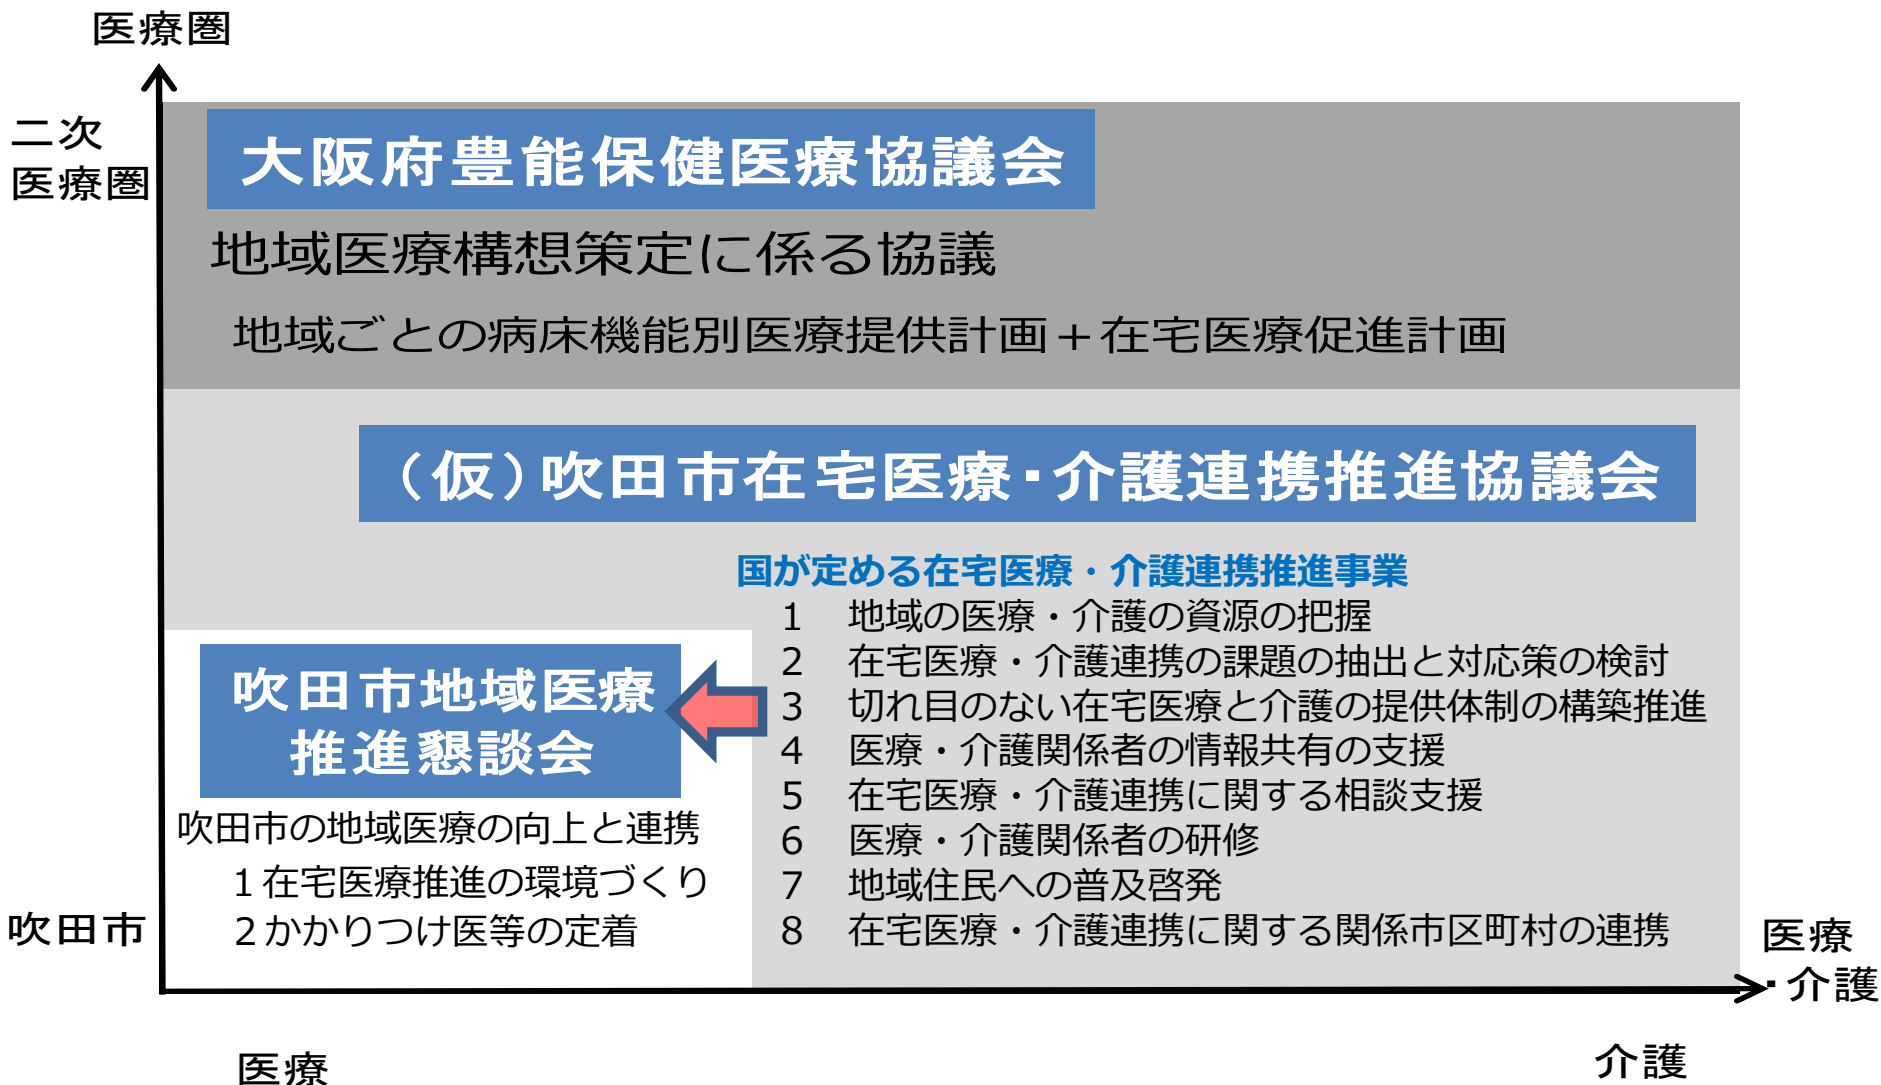 医療圏
二次
医療圏
大阪府豊能保健医療協議会
地域医療構想策定に係る協議
地域ごとの病床機能別医療提供計画＋在宅医療促進計画
（仮）吹田市在宅医療・介護連携推進協議会
国が定める在宅医療・介護連携推進事業
1　地域の医療・介護の資源の把握
2　在宅医療・介護連携の課題の抽出と対応策の検討
3　切れ目のない在宅医療と介護の提供体制の構築推進
4　医療・介護関係者の情報共有の支援
5　在宅医療・介護連携に関する相談支援
6　医療・介護関係者の研修
7　地域住民への普及啓発
8　在宅医療・介護連携に関する関係市区町村の連携
吹田市地域医療
推進懇談会
吹田市の地域医療の向上と連携
１在宅医療推進の環境づくり
２かかりつけ医等の定着
吹田市
医療
・介護
医療
介護